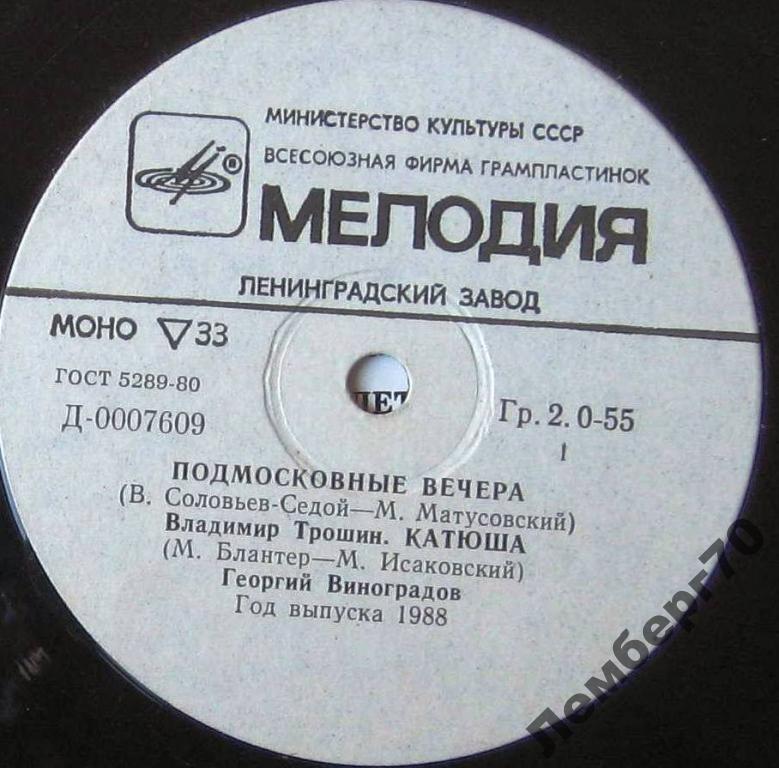 МИНИСТЕРСТВО КУЛЬТУРЫ СССР
ВСЕСОЮЗНАЯ ФИРМА ГРАМПЛАСТИНОК
МЕЛОДИЯ
ЛЕНИНГРАДСКИЙ ЗАВОД
МОНО 33
ГОСТ 5289-80
Д-0007609
Гр. 2. 0-55
1
ПОДМОСКОВНЫЕ ВЕЧЕРА
(В. Соловьев-Седой—М. Матусовский)
Владимир Трошин. КАТЮША
(М. Блантер—М. Исаковский)
Георгий Виноградов
Год выпуска 1988
Лемберг70